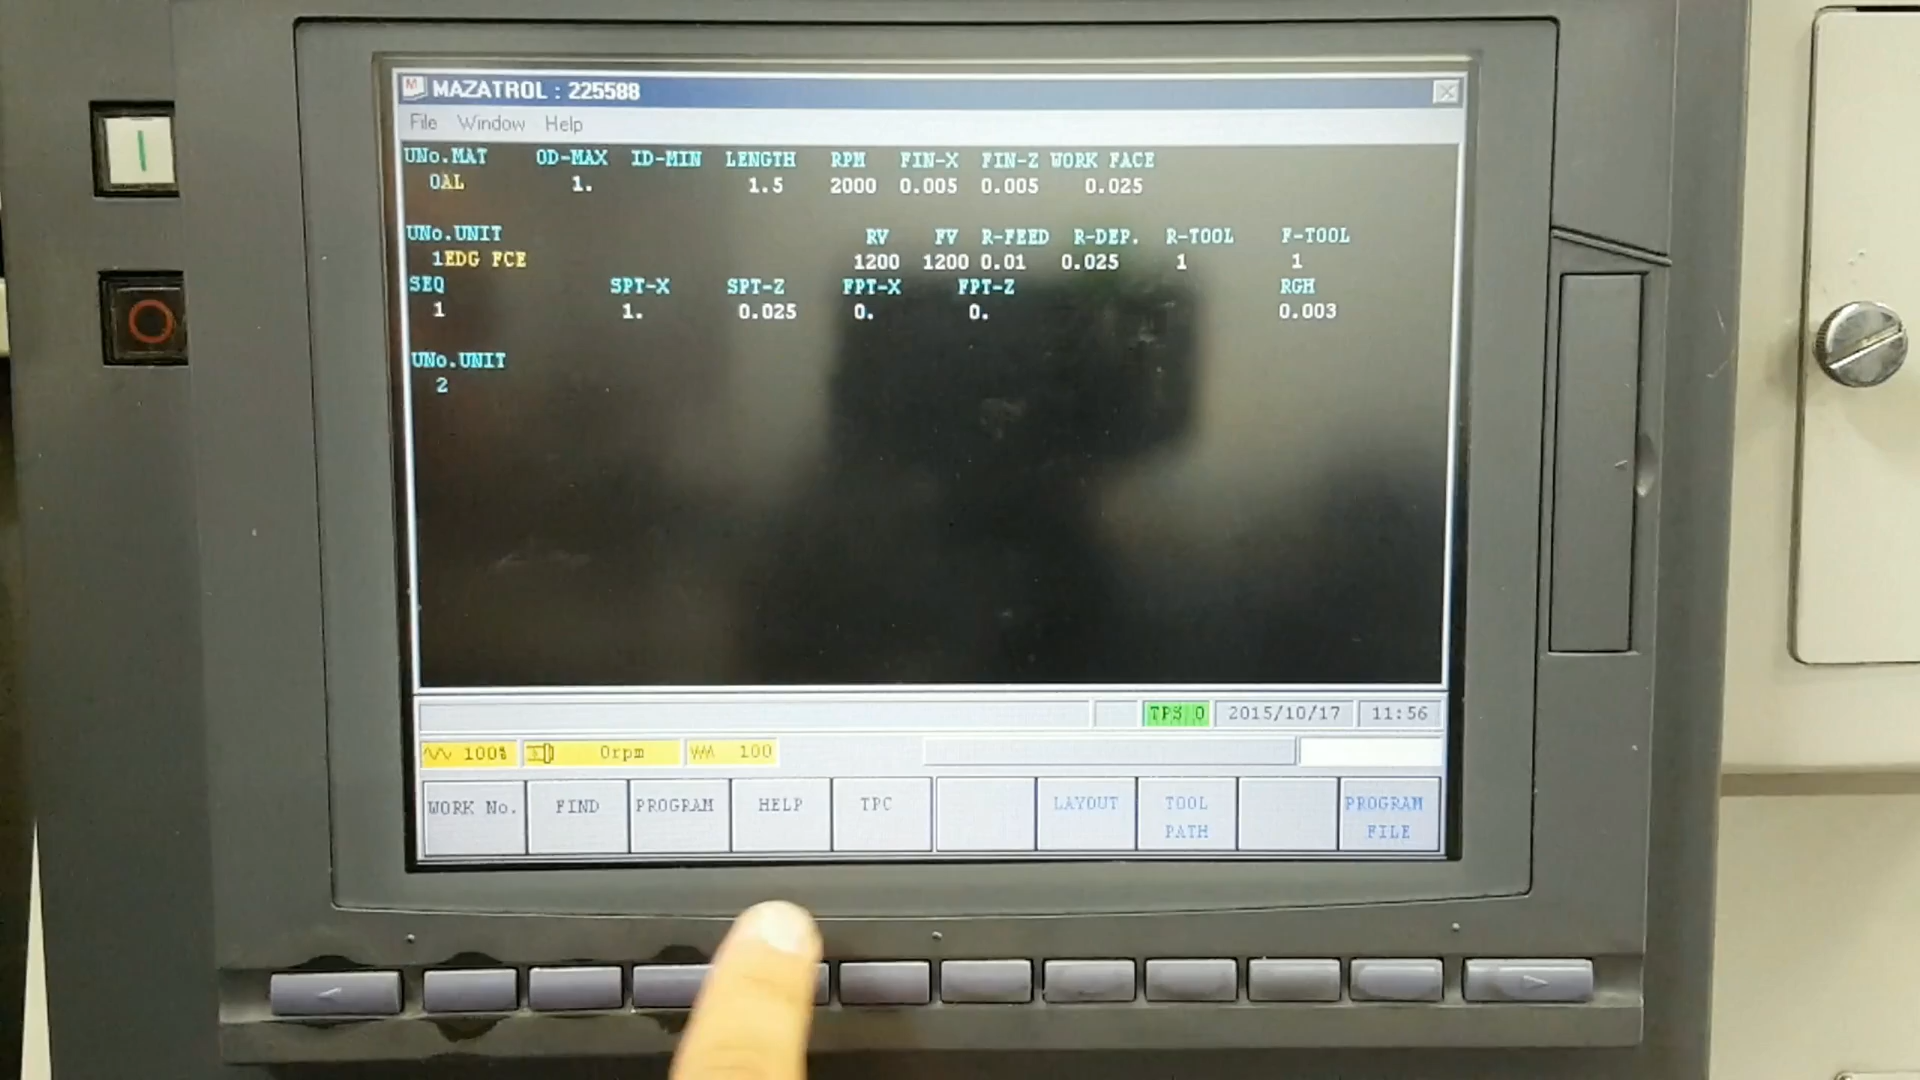 MAZATROL : 225588
File Window Help
UNo.MAT OD-MAX ID-MIN LENGTH RPM FIN-X FIN-Z WORK FACE
0AL 1. 1.5 2000 0.005 0.005 0.025
UNo.UNIT RV FV R-FEED R-DEP. R-TOOL F-TOOL
1EDG FCE 1200 1200 0.01 0.025 1 1
SEQ SPT-X SPT-Z FPT-X FPT-Z RGH
1 1. 0.025 0. 0. 0.003
UNo.UNIT
2
TPS 0 2015/10/17 11:56
100% 0rpm 100
WORK No. FIND PROGRAM HELP TPC LAYOUT TOOL PATH PROGRAM FILE